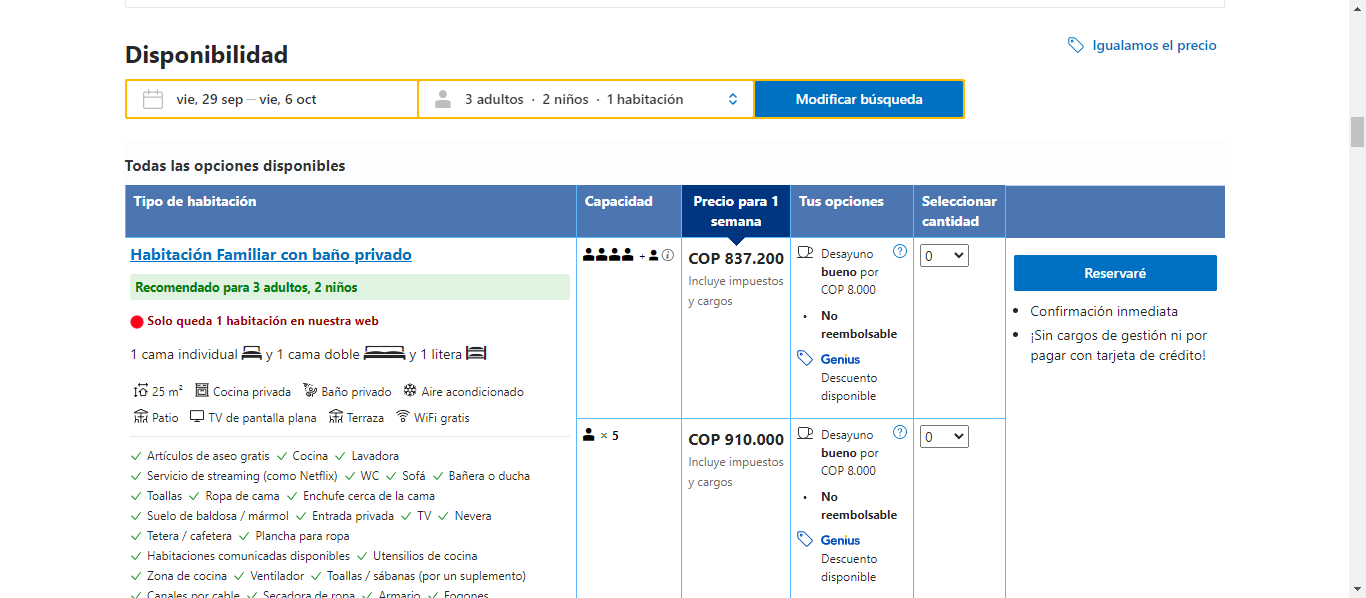 Disponibilidad
Igualamos el precio
vie, 29 sep — vie, 6 oct
3 adultos · 2 niños · 1 habitación
Modificar búsqueda
Todas las opciones disponibles
Tipo de habitación
Capacidad
Precio para 1
semana
Tus opciones
Seleccionar
cantidad
Habitación Familiar con baño privado
Recomendado para 3 adultos, 2 niños
Solo queda 1 habitación en nuestra web
1 cama individual y 1 cama doble y 1 litera
25 m² Cocina privada Baño privado Aire acondicionado
Patio TV de pantalla plana Terraza WiFi gratis
Artículos de aseo gratis Cocina Lavadora
Servicio de streaming (como Netflix) WC Sofá Bañera o ducha
Toallas Ropa de cama Enchufe cerca de la cama
Suelo de baldosa / mármol Entrada privada TV Nevera
Tetera / cafetera Plancha para ropa
Habitaciones comunicadas disponibles Utensilios de cocina
Zona de cocina Ventilador Toallas / sábanas (por un suplemento)
Canales por cable Secadora de ropa Armario Fogones
+
COP 837.200
Incluye impuestos
y cargos
Desayuno
bueno por
COP 8.000
• No
reembolsable
Genius
Descuento
disponible
0
Reservaré
• Confirmación inmediata
• ¡Sin cargos de gestión ni por
pagar con tarjeta de crédito!
× 5
COP 910.000
Incluye impuestos
y cargos
Desayuno
bueno por
COP 8.000
• No
reembolsable
Genius
Descuento
disponible
0